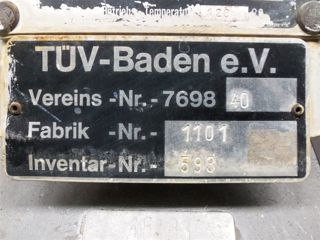 Betriebs-Temperatur
TÜV-Baden e.V.
Vereins -Nr.- 7698 40
Fabrik -Nr.- 1101
Inventar-Nr.- 593